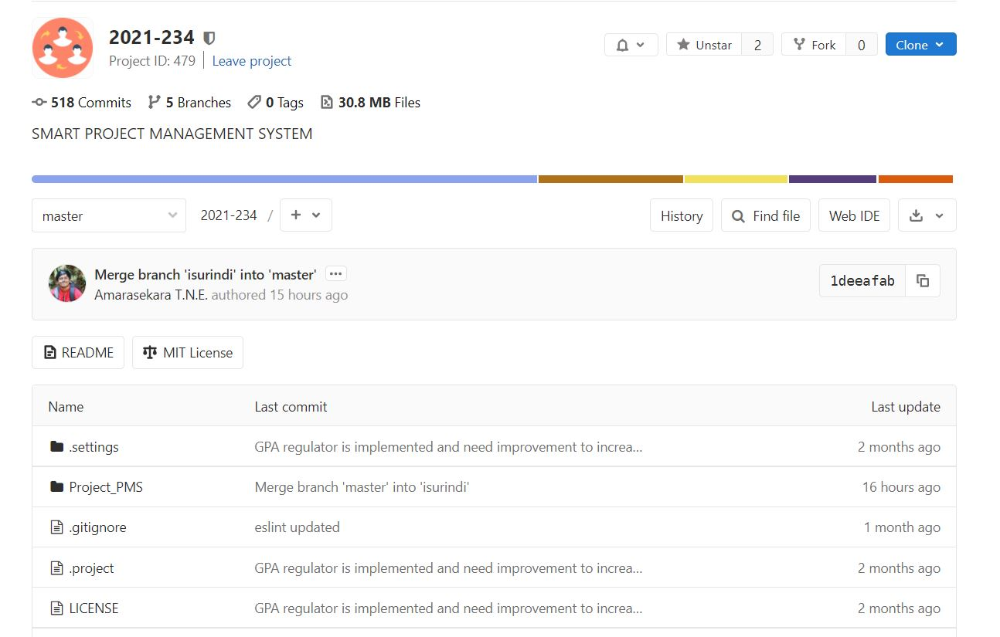 2021-234
Project ID: 479 Leave project
Unstar 2 Fork 0 Clone
518 Commits 5 Branches 0 Tags 30.8 MB Files
SMART PROJECT MANAGEMENT SYSTEM
master 2021-234 / + History Find file Web IDE
Merge branch 'isurindi' into 'master' ...
Amarasekara T.N.E. authored 15 hours ago
1deeafab
README MIT License
Name Last commit Last update
.settings GPA regulator is implemented and need improvement to increa... 2 months ago
Project_PMS Merge branch 'master' into 'isurindi' 16 hours ago
.gitignore eslint updated 1 month ago
.project GPA regulator is implemented and need improvement to increa... 2 months ago
LICENSE GPA regulator is implemented and need improvement to increa... 2 months ago